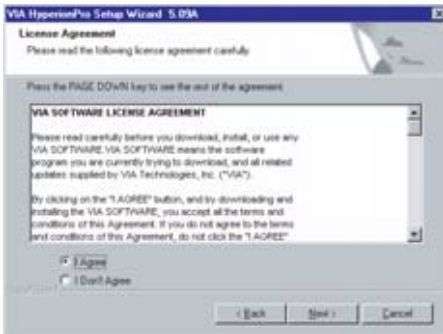 VIA HyperionPro Setup Wizard 5.09A
License Agreement
Please read the following license agreement carefully.
Press the PAGE DOWN key to see the rest of the agreement.
VIA SOFTWARE LICENSE AGREEMENT
Please read carefully before you download, install, or use any
VIA SOFTWARE. VIA SOFTWARE means the software
program you are currently trying to download, and all related
updates supplied by VIA Technologies, Inc. ("VIA").
By clicking on the "I AGREE" button, and by downloading and
installing the VIA SOFTWARE, you accept all the terms and
conditions of this Agreement. If you do not agree to the terms
and conditions of this Agreement, do not click the "I AGREE"
I Agree
I Don't Agree
< Back
Next >
Cancel